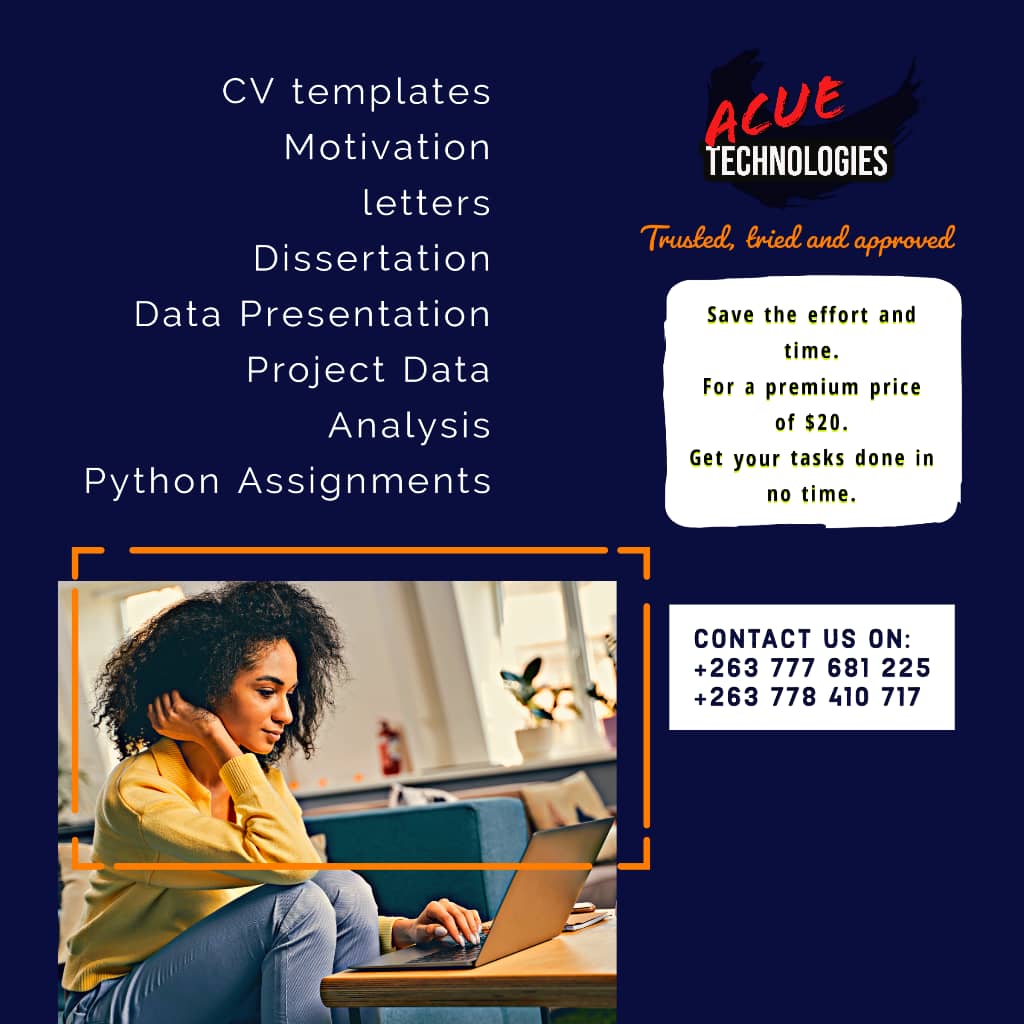 CV templates
Motivation
letters
Dissertation
Data Presentation
Project Data
Analysis
Python Assignments
ACUE
TECHNOLOGIES
Trusted, tried and approved
Save the effort and
time.
For a premium price
of $20.
Get your tasks done in
no time.
CONTACT US ON:
+263 777 681 225
+263 778 410 717